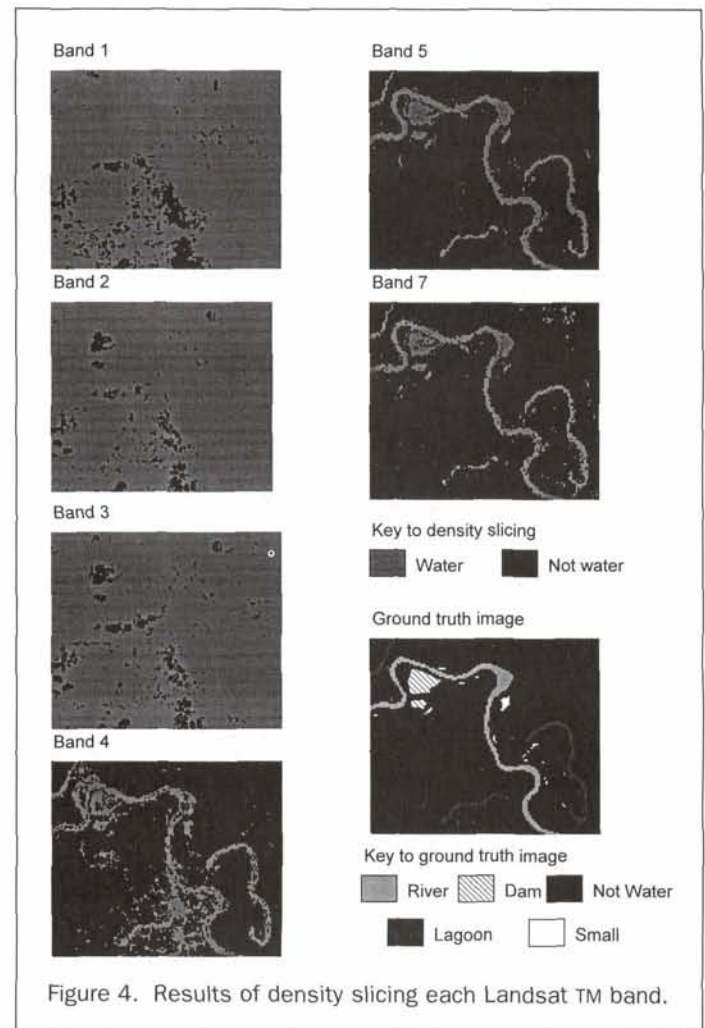 Band 1
Band 2
Band 3
Band 4
Band 5
Band 7
Key to density slicing
Water Not water
Ground truth image
Key to ground truth image
River Dam Not Water
Lagoon Small
Figure 4. Results of density slicing each Landsat TM band.